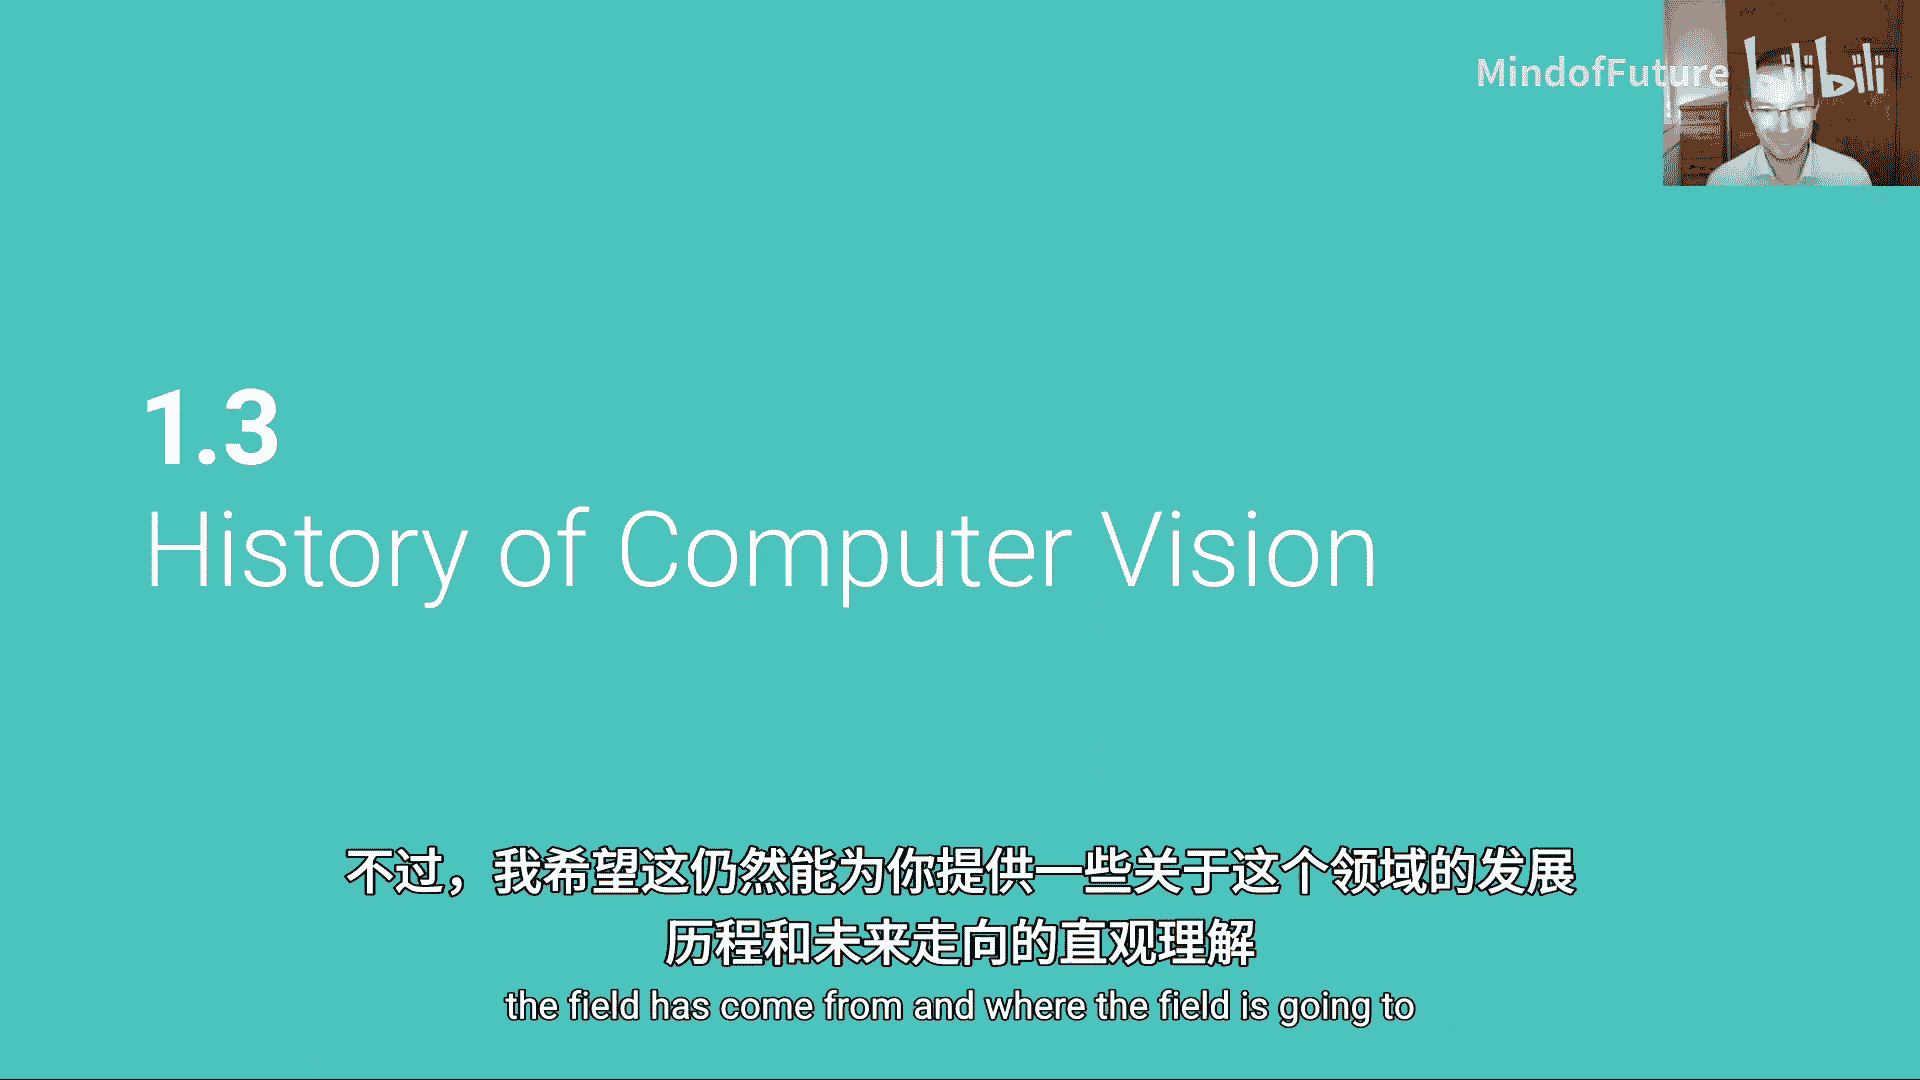 MindofFuture bilibili
1.3
History of Computer Vision
不过，我希望这仍然能为你提供一些关于这个领域的发展
历程和未来走向的直观理解
the field has come from and where the field is going to